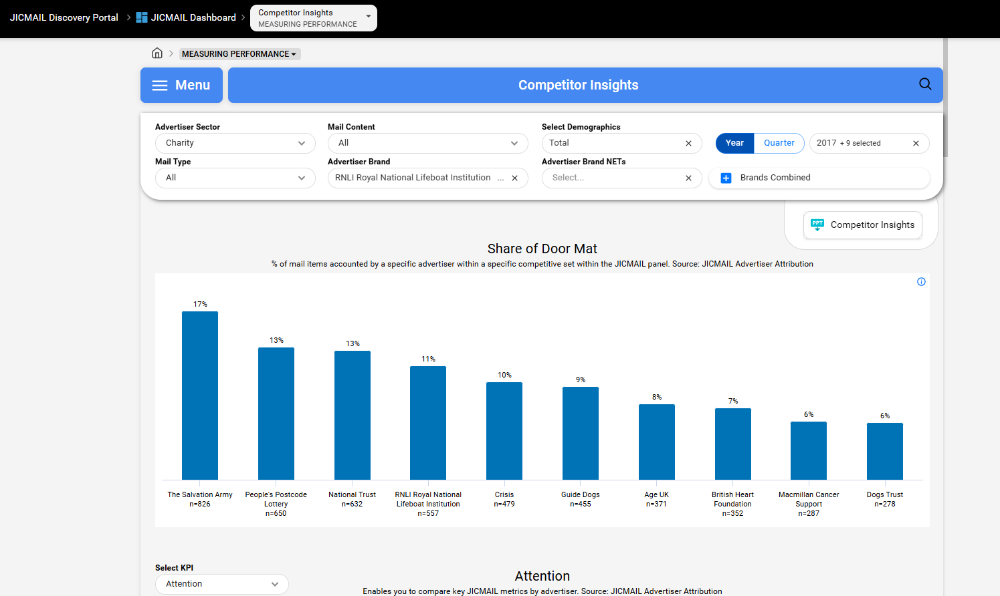 JICMAIL Discovery Portal
JICMAIL Dashboard
Competitor Insights
MEASURING PERFORMANCE
MEASURING PERFORMANCE
Menu
Competitor Insights
Advertiser Sector
Mail Content
Select Demographics
Charity
All
Total
Year
Quarter
2017 + 9 selected
Mail Type
Advertiser Brand
Advertiser Brand NETs
All
RNLI Royal National Lifeboat Institution ...
Select...
Brands Combined
PPT
Competitor Insights
Share of Door Mat
% of mail items accounted by a specific advertiser within a specific competitive set within the JICMAIL panel. Source: JICMAIL Advertiser Attribution
17%
13%
13%
11%
10%
9%
8%
7%
6%
6%
The Salvation Army
n=826
People's Postcode
Lottery
n=650
National Trust
n=632
RNLI Royal National
Lifeboat Institution
n=557
Crisis
n=479
Guide Dogs
n=455
Age UK
n=371
British Heart
Foundation
n=352
Macmillan Cancer
Support
n=287
Dogs Trust
n=278
Select KPI
Attention
Attention
Enables you to compare key JICMAIL metrics by advertiser. Source: JICMAIL Advertiser Attribution